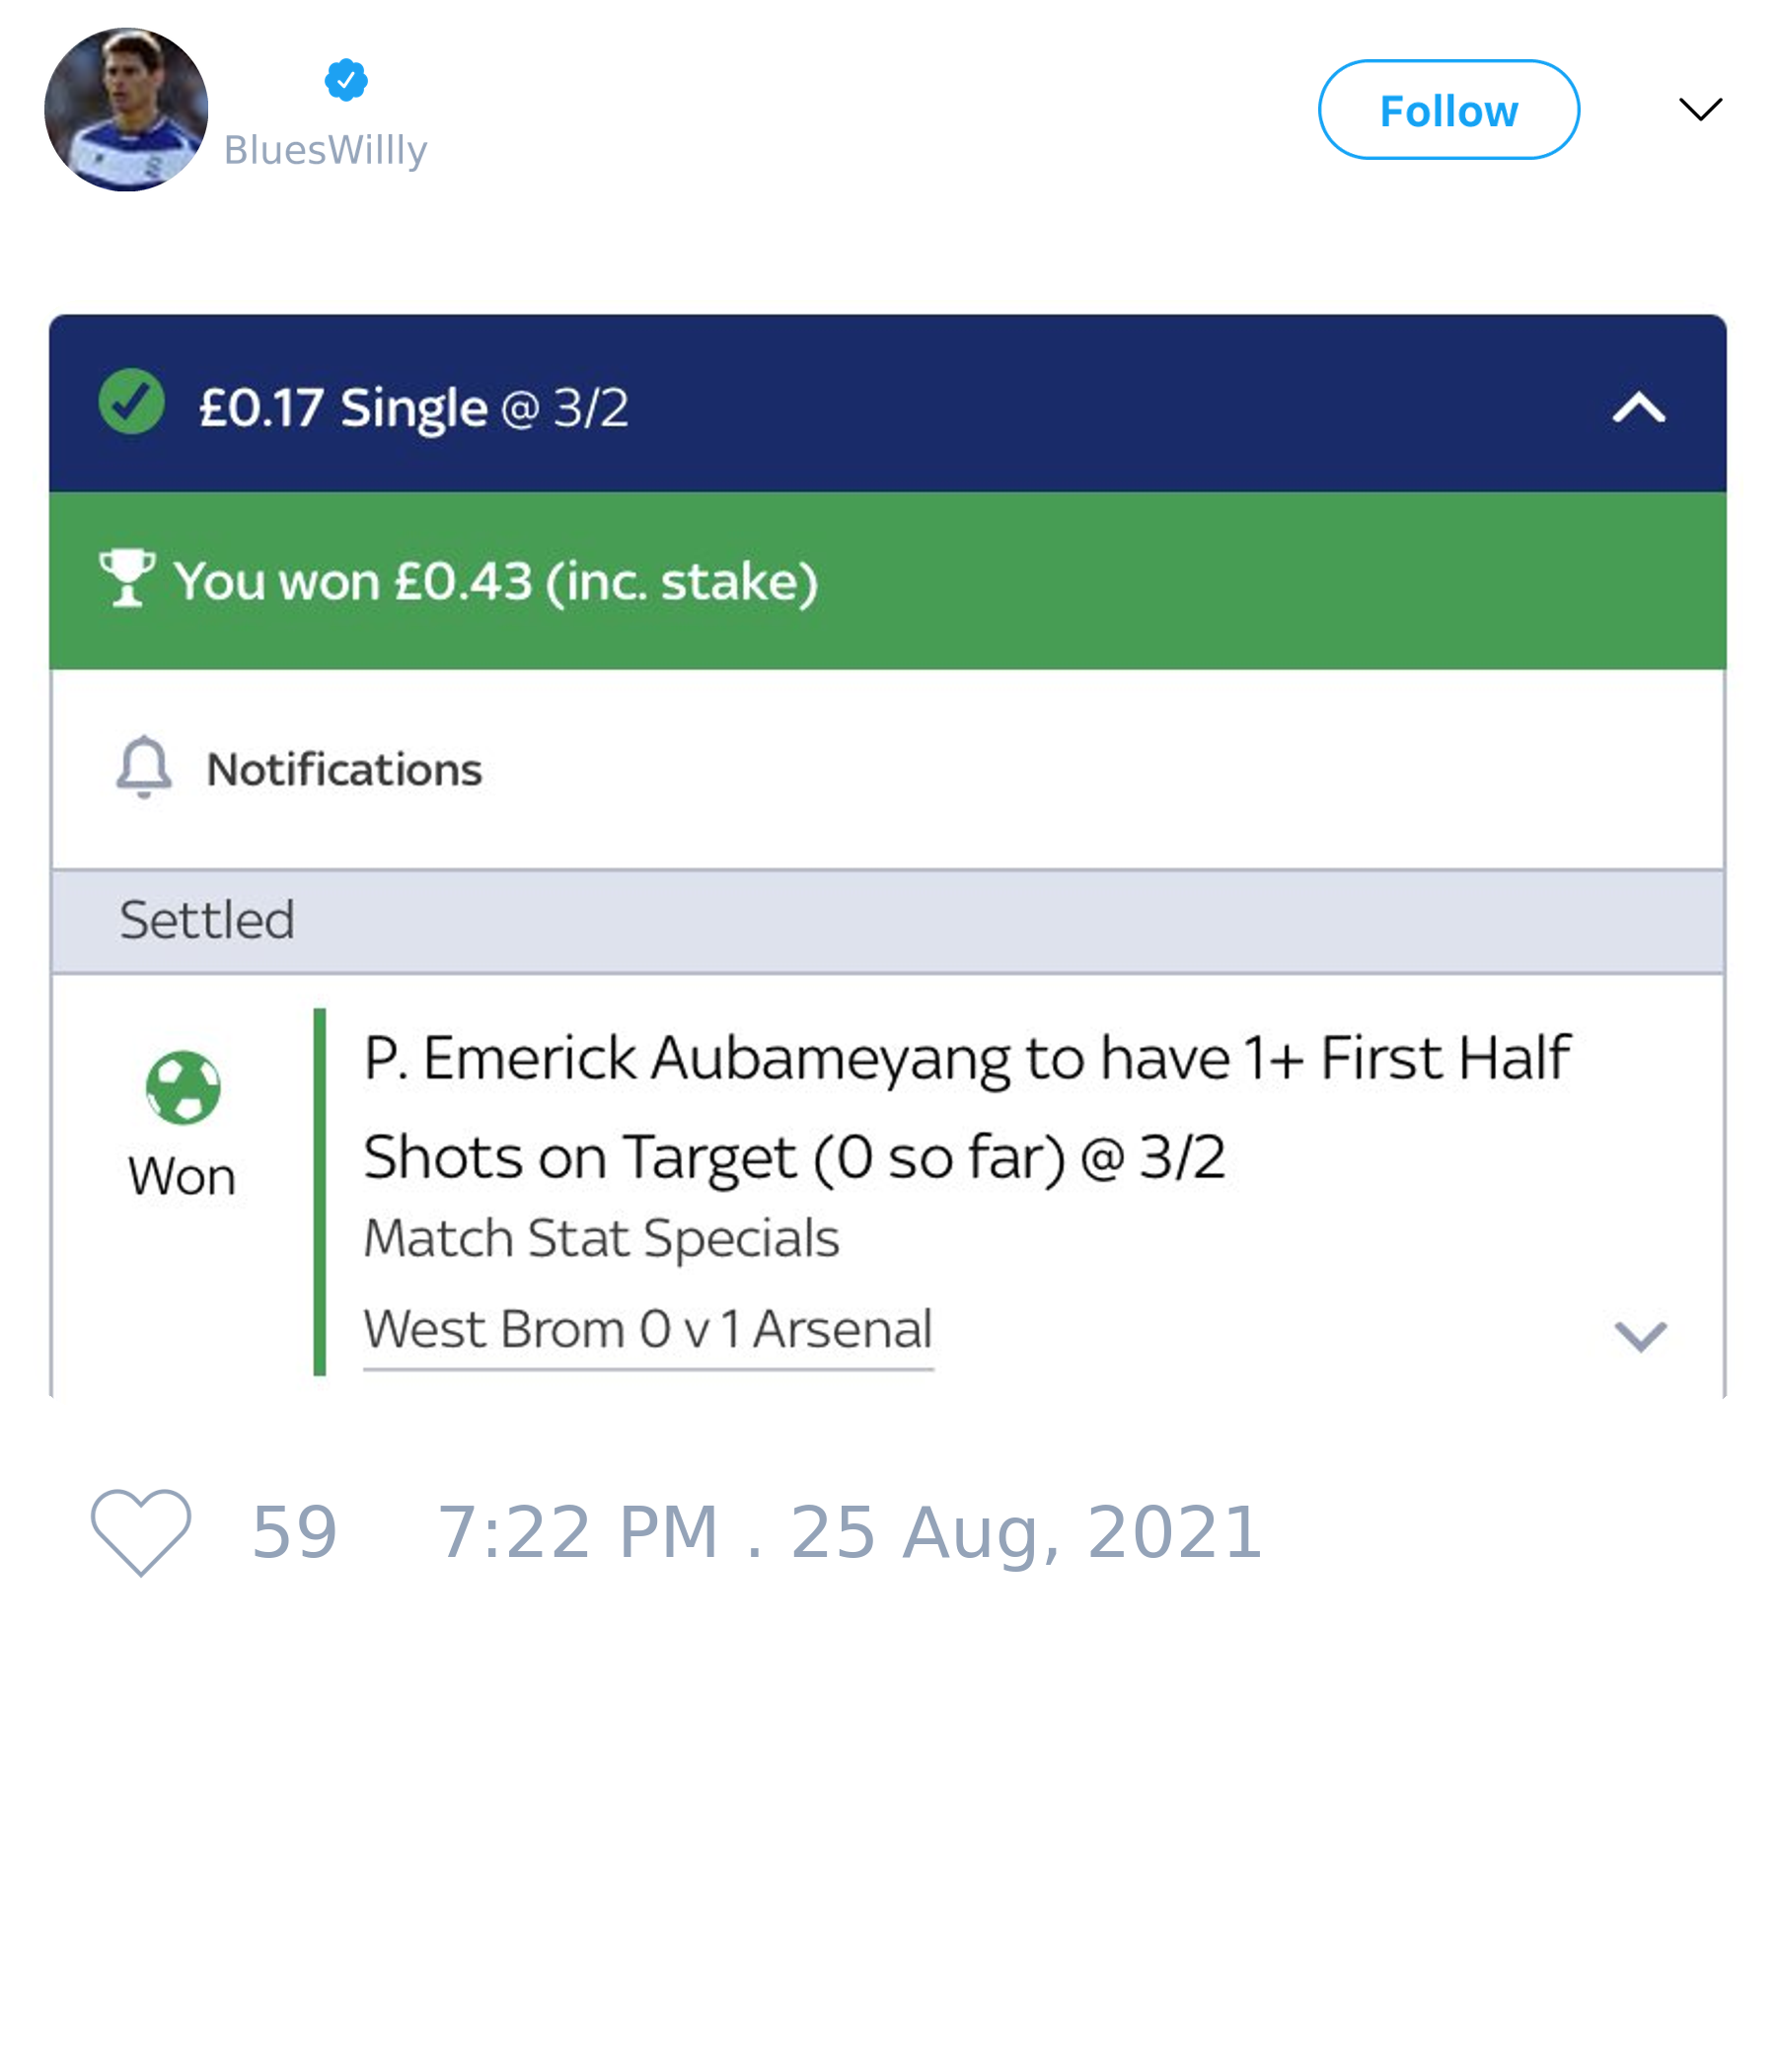 BluesWillly
Follow
£0.17 Single @ 3/2
You won £0.43 (inc. stake)
Notifications
Settled
Won
P. Emerick Aubameyang to have 1+ First Half
Shots on Target (0 so far) @ 3/2
Match Stat Specials
West Brom 0 v 1 Arsenal
59 7:22 PM . 25 Aug, 2021